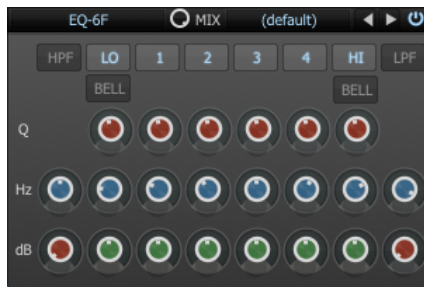 EQ-6F MIX (default)
HPF LO 1 2 3 4 HI LPF
BELL BELL
Q
Hz
dB